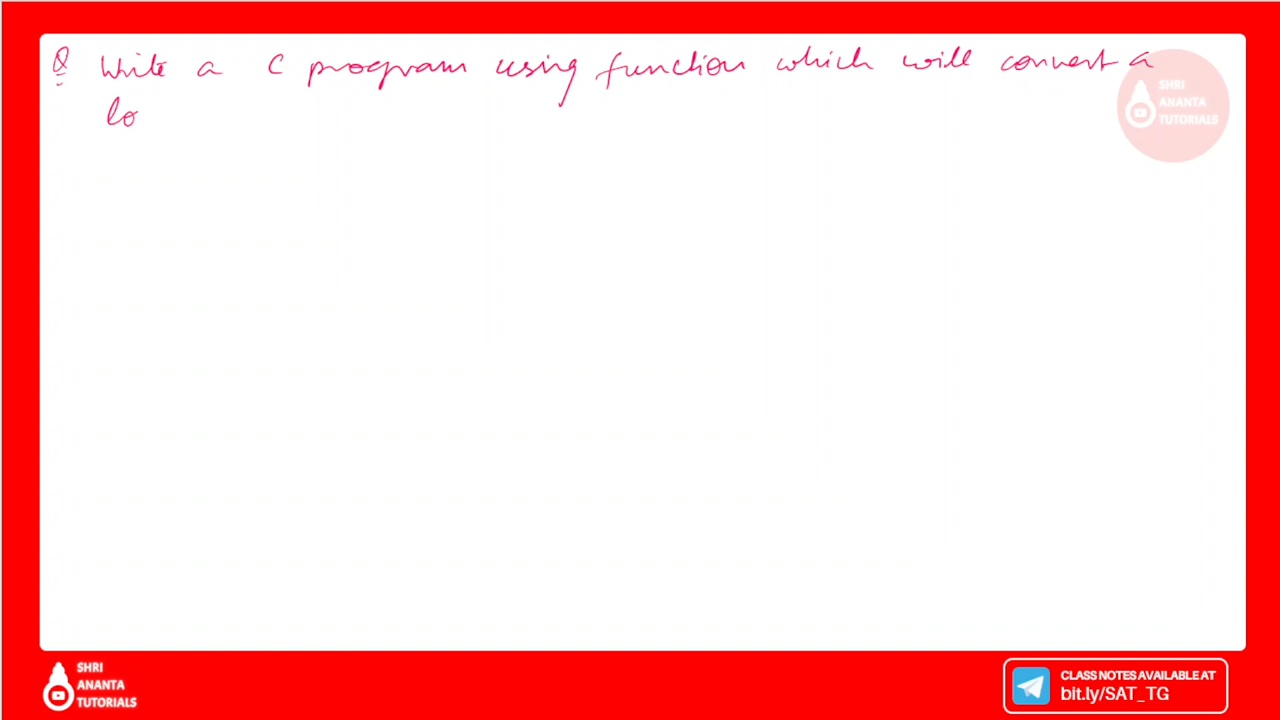 Q Write a C program using function which will convert a
lo
SHRI
ANANTA
TUTORIALS
SHRI
ANANTA
TUTORIALS
CLASS NOTES AVAILABLE AT
bit.ly/SAT_TG